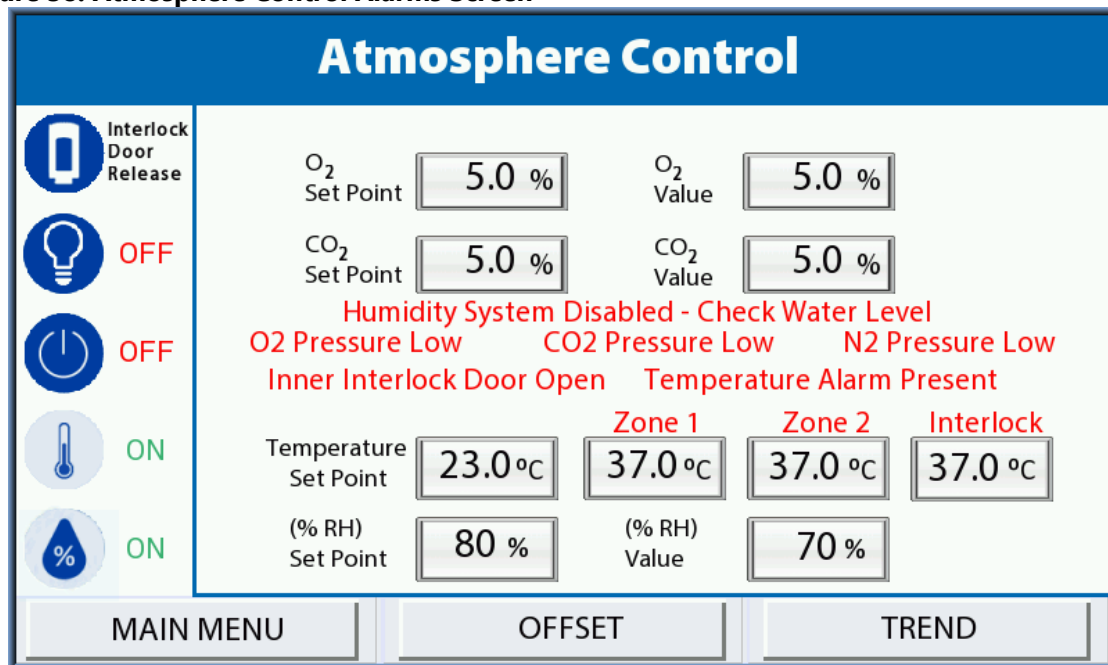 Atmosphere Control
Interlock
Door
Release
OFF
OFF
ON
ON
O2
Set Point
5.0 %
O2
Value
5.0 %
CO2
Set Point
5.0 %
CO2
Value
5.0 %
Humidity System Disabled - Check Water Level
O2 Pressure Low CO2 Pressure Low N2 Pressure Low
Inner Interlock Door Open Temperature Alarm Present
Zone 1 Zone 2 Interlock
Temperature
Set Point
23.0 ºC 37.0 ºC 37.0 ºC 37.0 ºC
(% RH)
Set Point
80 %
(% RH)
Value
70 %
MAIN MENU OFFSET TREND